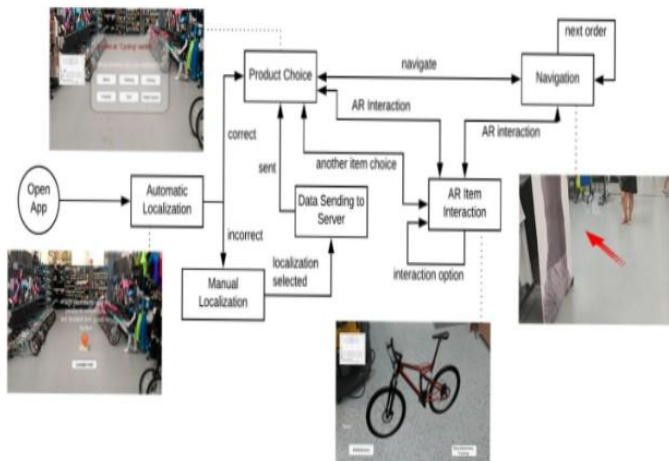 next order
Product Choice
navigate
Navigation
AR Interaction
AR interaction
correct
sent
another item choice
Open
App
Automatic
Localization
Data Sending to
Server
AR Item
Interaction
incorrect
localization
selected
interaction option
Manual
Localization